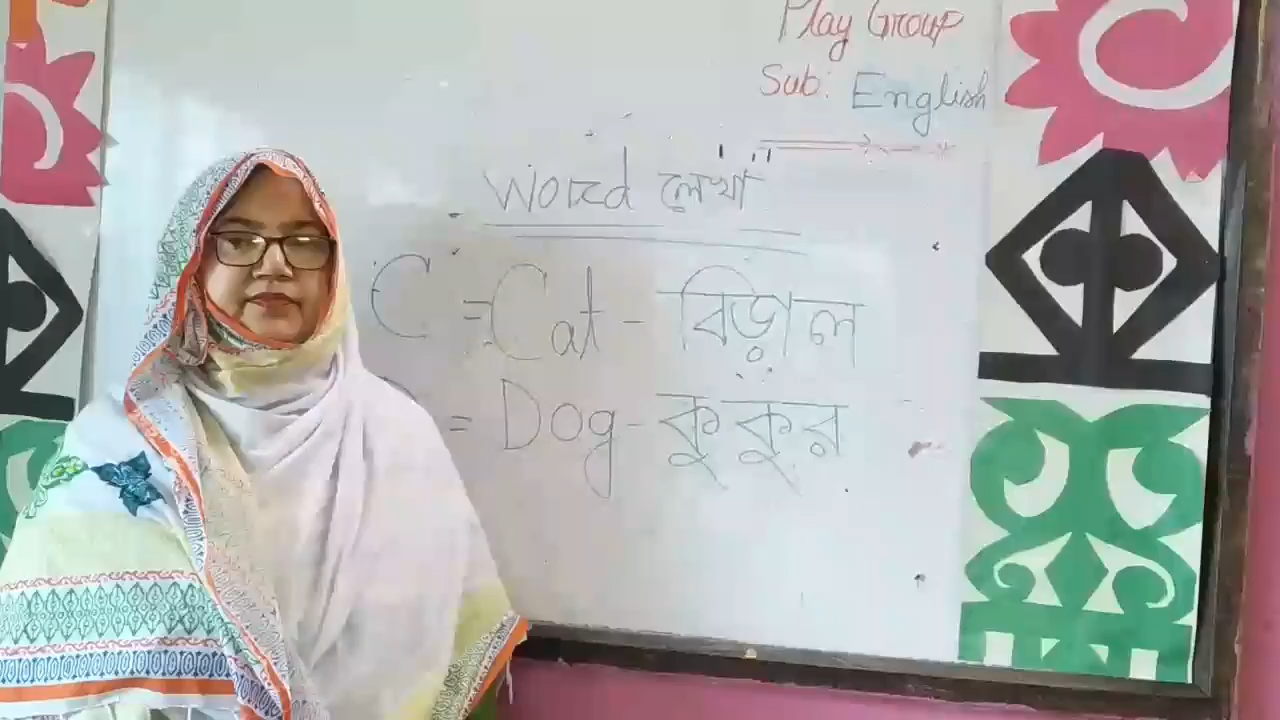 Play Group
Sub: English
"Word লেখা"
C = Cat - বিড়াল
= Dog - কুকুর